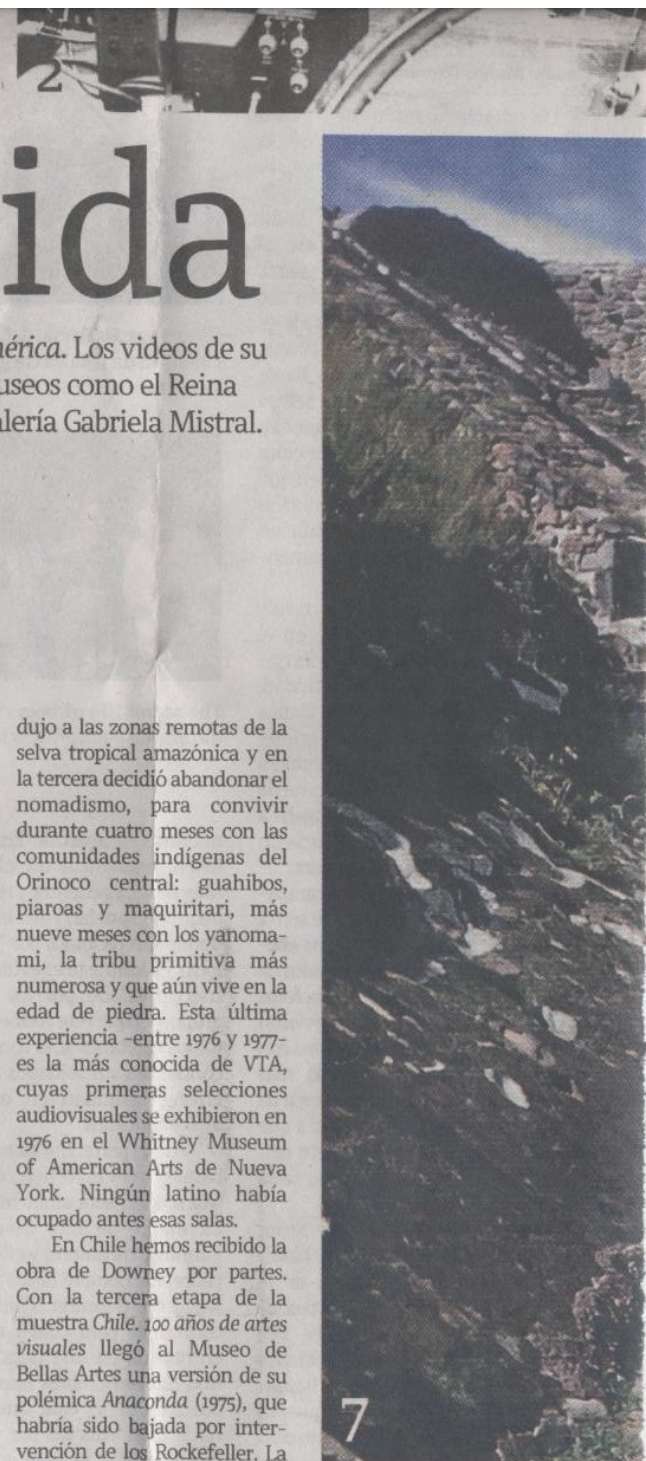 2
ida
mérica. Los videos de su
useos como el Reina
alería Gabriela Mistral.
dujo a las zonas remotas de la
selva tropical amazónica y en
la tercera decidió abandonar el
nomadismo, para convivir
durante cuatro meses con las
comunidades indígenas del
Orinoco central: guahibos,
piaroas y maquiritari, más
nueve meses con los yanoma-
mi, la tribu primitiva más
numerosa y que aún vive en la
edad de piedra. Esta última
experiencia -entre 1976 y 1977-
es la más conocida de VTA,
cuyas primeras selecciones
audiovisuales se exhibieron en
1976 en el Whitney Museum
of American Arts de Nueva
York. Ningún latino había
ocupado antes esas salas.
En Chile hemos recibido la
obra de Downey por partes.
Con la tercera etapa de la
muestra Chile. 100 años de artes
visuales llegó al Museo de
Bellas Artes una versión de su
polémica Anaconda (1975), que
habría sido bajada por inter-
vención de los Rockefeller. La
7